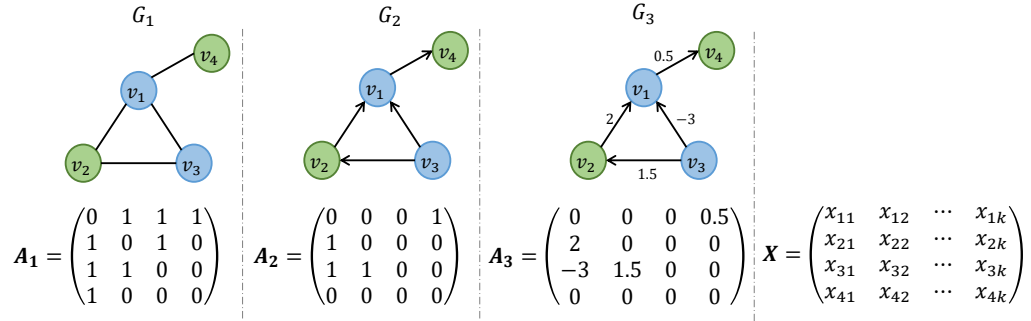 G₁
v₄
v₁
v₂
v₃
A₁ = (0 1 1 1
1 0 1 0
1 1 0 0
1 0 0 0)
G₂
v₄
v₁
v₂
v₃
A₂ = (0 0 0 1
1 0 0 0
1 1 0 0
0 0 0 0)
G₃
v₄
0.5
v₁
2
−3
v₂
v₃
1.5
A₃ = (0 0 0 0.5
2 0 0 0
−3 1.5 0 0
0 0 0 0)
X = (x₁₁ x₁₂ ⋯ x₁ₖ
x₂₁ x₂₂ ⋯ x₂ₖ
x₃₁ x₃₂ ⋯ x₃ₖ
x₄₁ x₄₂ ⋯ x₄ₖ)